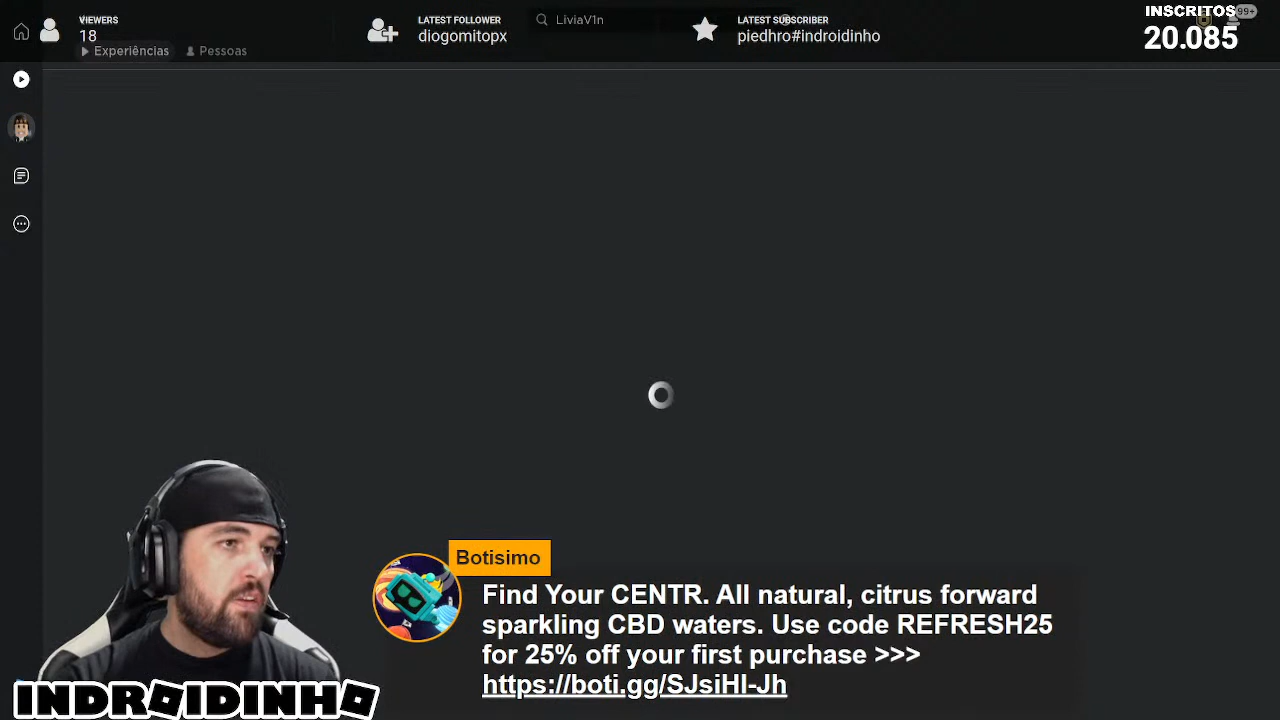 VIEWERS
18
LATEST FOLLOWER
diogomitopx
LiviaV1n
LATEST SUBSCRIBER
piedhro#indroidinho
INSCRITOS
99+
20.085
Experiências
Pessoas
Botisimo
Find Your CENTR. All natural, citrus forward
sparkling CBD waters. Use code REFRESH25
for 25% off your first purchase >>>
https://boti.gg/SJsiHI-Jh
INDROIDINHO